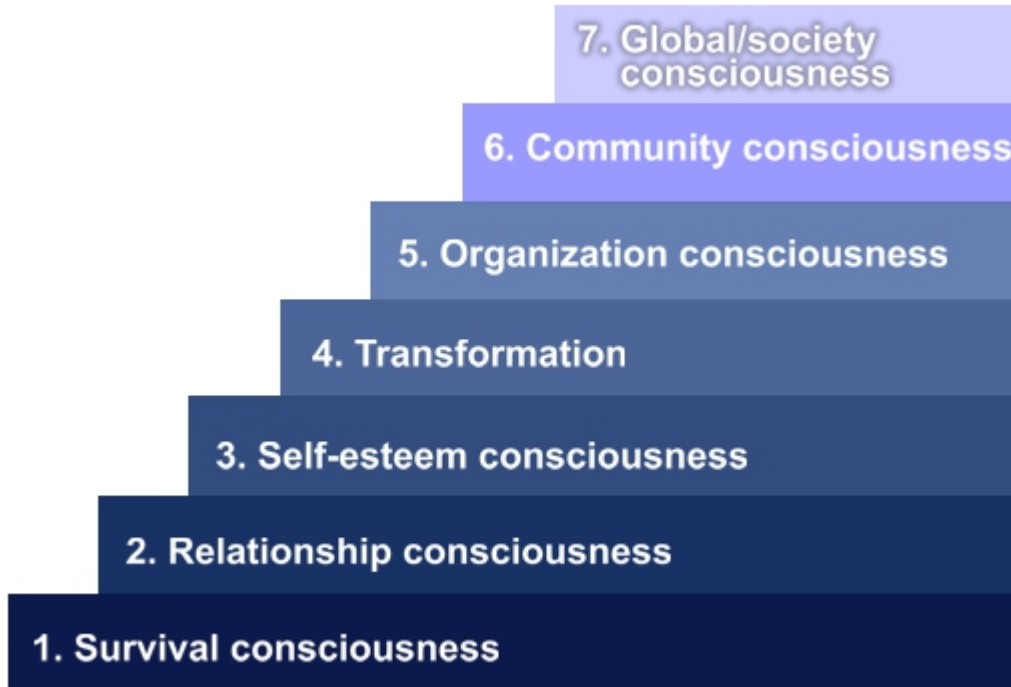 7. Global/society
consciousness
6. Community consciousness
5. Organization consciousness
4. Transformation
3. Self-esteem consciousness
2. Relationship consciousness
1. Survival consciousness